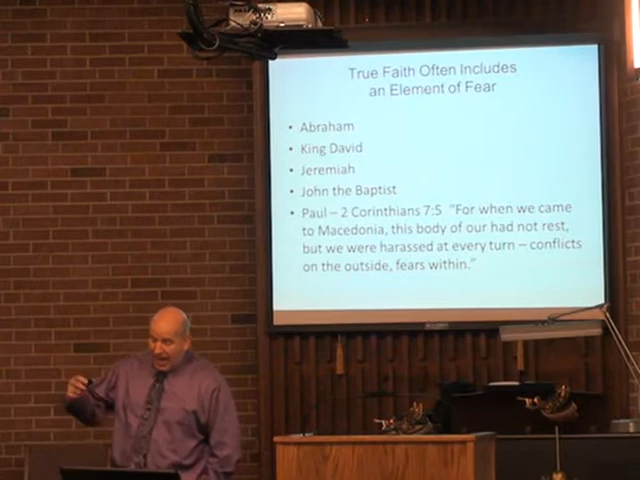 True Faith Often Includes
an Element of Fear
• Abraham
• King David
• Jeremiah
• John the Baptist
• Paul – 2 Corinthians 7:5 "For when we came
to Macedonia, this body of our had not rest,
but we were harassed at every turn – conflicts
on the outside, fears within."